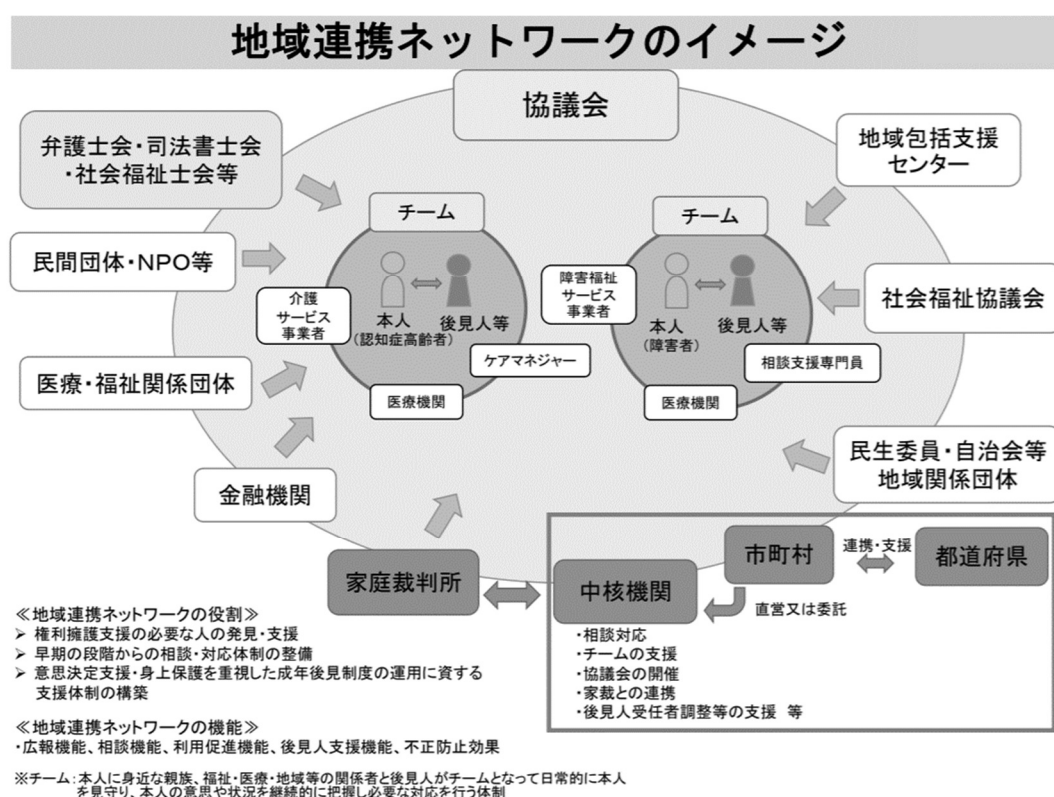 地域連携ネットワークのイメージ
協議会
弁護士会・司法書士会
・社会福祉士会等
地域包括支援
センター
チーム
チーム
民間団体・NPO等
介護
サービス
事業者
本人
(認知症高齢者)
後見人等
障害福祉
サービス
事業者
本人
(障害者)
後見人等
社会福祉協議会
ケアマネジャー
相談支援専門員
医療・福祉関係団体
医療機関
医療機関
金融機関
民生委員・自治会等
地域関係団体
家庭裁判所
中核機関
市町村
連携・支援
都道府県
直営又は委託
・相談対応
・チームの支援
・協議会の開催
・家裁との連携
・後見人受任者調整等の支援 等
≪地域連携ネットワークの役割≫
➢ 権利擁護支援の必要な人の発見・支援
➢ 早期の段階からの相談・対応体制の整備
➢ 意思決定支援・身上保護を重視した成年後見制度の運用に資する
支援体制の構築
≪地域連携ネットワークの機能≫
・広報機能、相談機能、利用促進機能、後見人支援機能、不正防止効果
※チーム:本人に身近な親族、福祉・医療・地域等の関係者と後見人がチームとなって日常的に本人
を見守り、本人の意思や状況を継続的に把握し必要な対応を行う体制